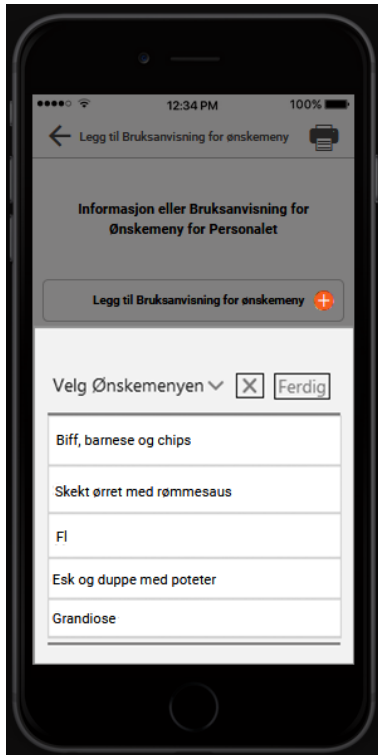 12:34 PM
100%
Legg til Bruksanvisning for ønskemeny
Informasjon eller Bruksanvisning for
Ønskemeny for Personalet
Legg til Bruksanvisning for ønskemeny
Velg Ønskemenyen
Ferdig
Biff, barnese og chips
Skekt ørret med rømmesaus
Fl
Esk og duppe med poteter
Grandiose